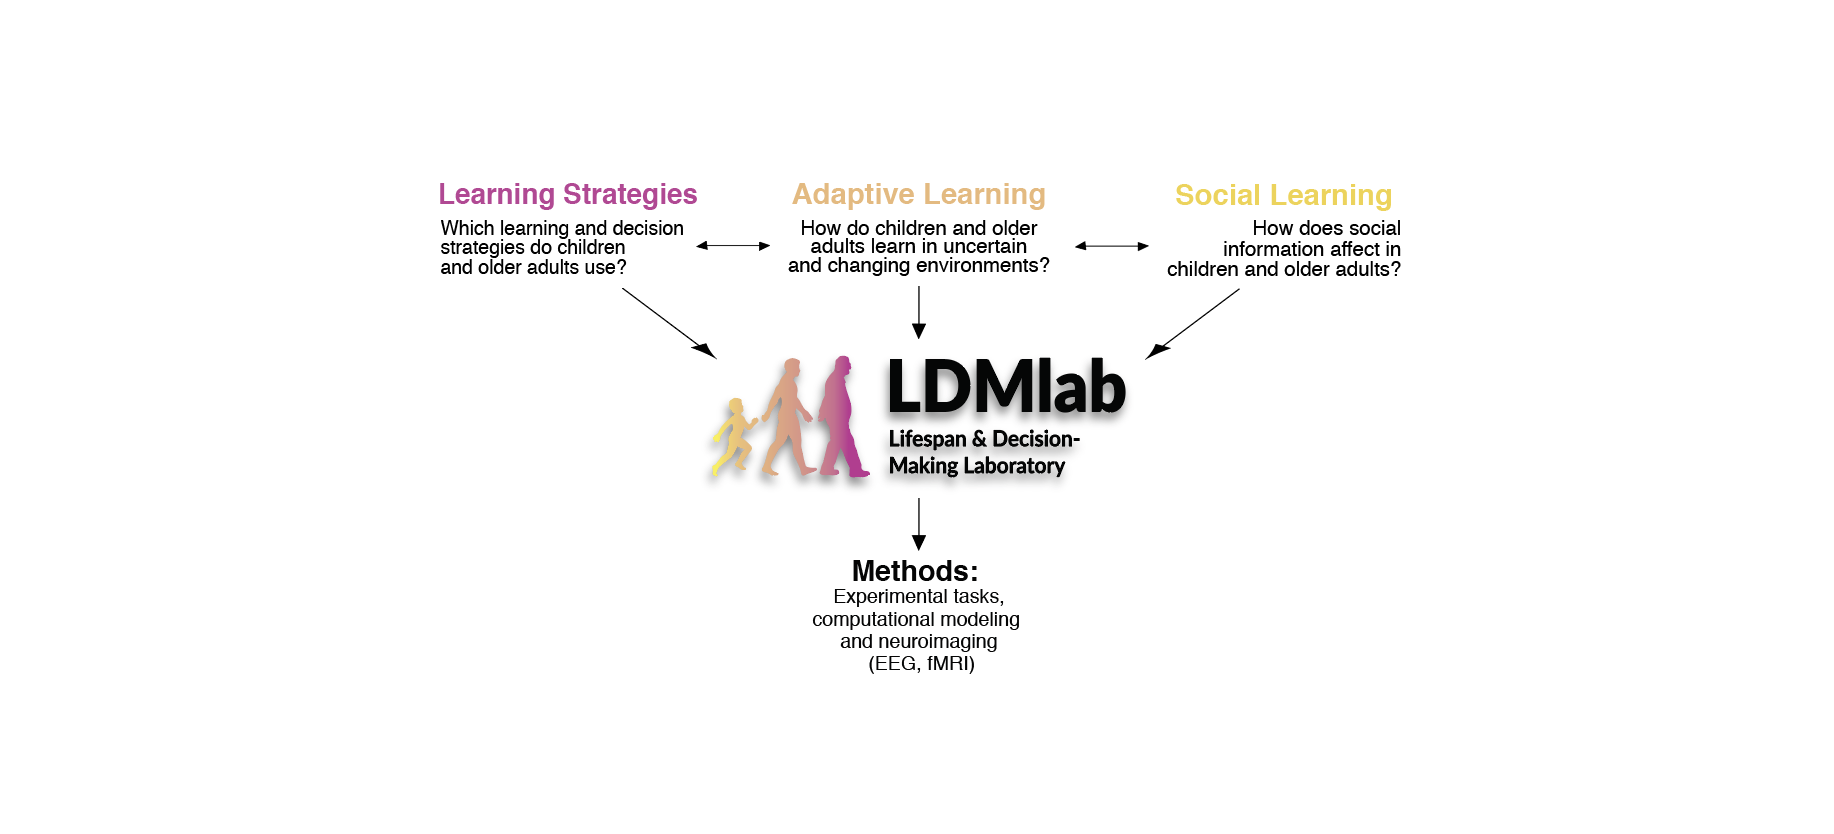 Learning Strategies
Which learning and decision
strategies do children
and older adults use?
Adaptive Learning
How do children and older
adults learn in uncertain
and changing environments?
Social Learning
How does social
information affect in
children and older adults?
LDMlab
Lifespan & Decision-
Making Laboratory
Methods:
Experimental tasks,
computational modeling
and neuroimaging
(EEG, fMRI)